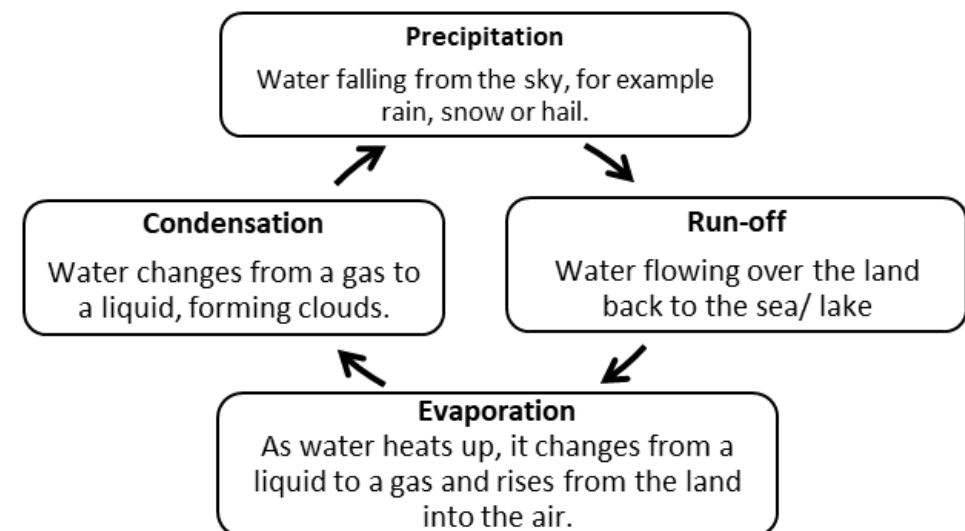 Precipitation
Water falling from the sky, for example
rain, snow or hail.
Condensation
Water changes from a gas to
a liquid, forming clouds.
Run-off
Water flowing over the land
back to the sea/ lake
Evaporation
As water heats up, it changes from a
liquid to a gas and rises from the land
into the air.